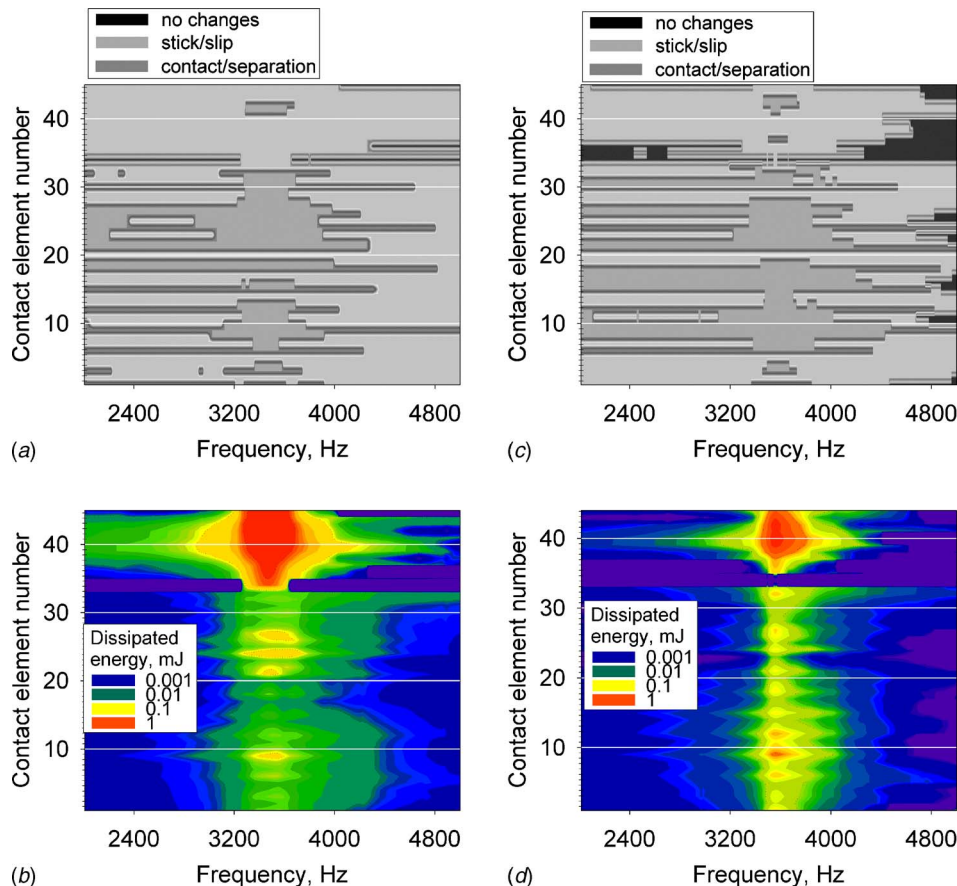 no changes
stick/slip
contact/separation
Contact element number
40
30
20
10
2400 3200 4000 4800
(a) Frequency, Hz
no changes
stick/slip
contact/separation
Contact element number
40
30
20
10
2400 3200 4000 4800
(c) Frequency, Hz
Contact element number
40
30
20
10
Dissipated
energy, mJ
0.001
0.01
0.1
1
2400 3200 4000 4800
(b) Frequency, Hz
Contact element number
40
30
20
10
Dissipated
energy, mJ
0.001
0.01
0.1
1
2400 3200 4000 4800
(d) Frequency, Hz